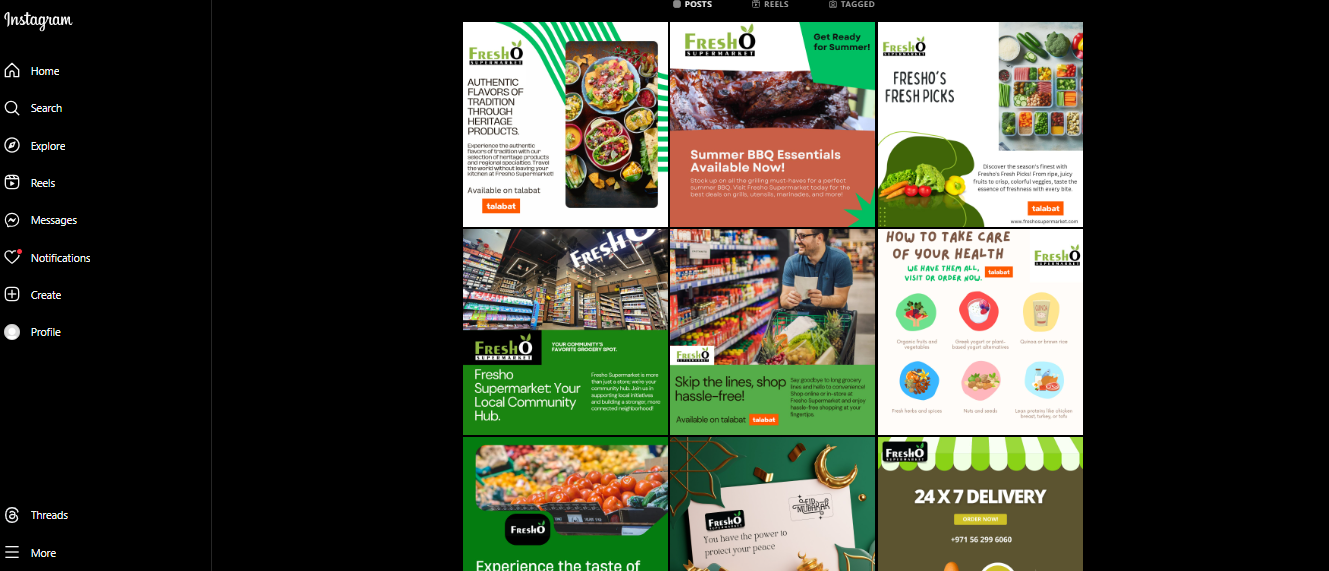 Instagram
Home
Search
Explore
Reels
Messages
Notifications
Create
Profile
Threads
More
POSTS
REELS
TAGGED
FRESHO
SUPERMARKET
AUTHENTIC
FLAVORS OF
TRADITION
THROUGH
HERITAGE
PRODUCTS.
Experience the authentic
flavors of tradition with our
selection of heritage products
and regional specialties. Travel
the world without leaving your
kitchen at Fresho Supermarket!
Available on talabat
talabat
FRESHO
SUPERMARKET
Get Ready
for Summer!
Summer BBQ Essentials
Available Now!
Stock up on all the grilling must-haves for a perfect
summer BBQ. Visit Fresho Supermarket today for the
best deals on grills, utensils, marinades, and more!
FRESHO
SUPERMARKET
FRESHO'S
FRESH PICKS
Discover the season's finest with
Fresho's Fresh Picks! From ripe, juicy
fruits to crisp, colorful veggies, taste the
essence of freshness with every bite.
talabat
www.freshosupermarket.com
FRESHO
FRESHO
SUPERMARKET
YOUR COMMUNITY'S
FAVORITE GROCERY SPOT.
Fresho
Supermarket: Your
Local Community
Hub.
Fresho Supermarket is more
than just a store; we're your
community hub. Join us in
supporting local initiatives
and building a stronger, more
connected neighborhood!
FRESHO
SUPERMARKET
Skip the lines, shop
hassle-free!
Say goodbye to long grocery
lines and hello to convenience!
Shop online or in-store at
Fresho Supermarket and enjoy
hassle-free shopping at your
fingertips.
Available on talabat
talabat
HOW TO TAKE CARE
OF YOUR HEALTH
WE HAVE THEM ALL,
VISIT OR ORDER NOW.
talabat
FRESHO
SUPERMARKET
Organic fruits and
vegetables
Greek yogurt or plant-
based yogurt alternatives
Quinoa or brown rice
Fresh herbs and spices
Nuts and seeds
Lean proteins like chicken
breast, turkey, or tofu
FRESHO
Experience the taste of
FRESHO
SUPERMARKET
EID
MUBARAK
You have the power to
protect your peace
FRESHO
SUPERMARKET
24 X 7 DELIVERY
ORDER NOW!
+971 56 299 6060